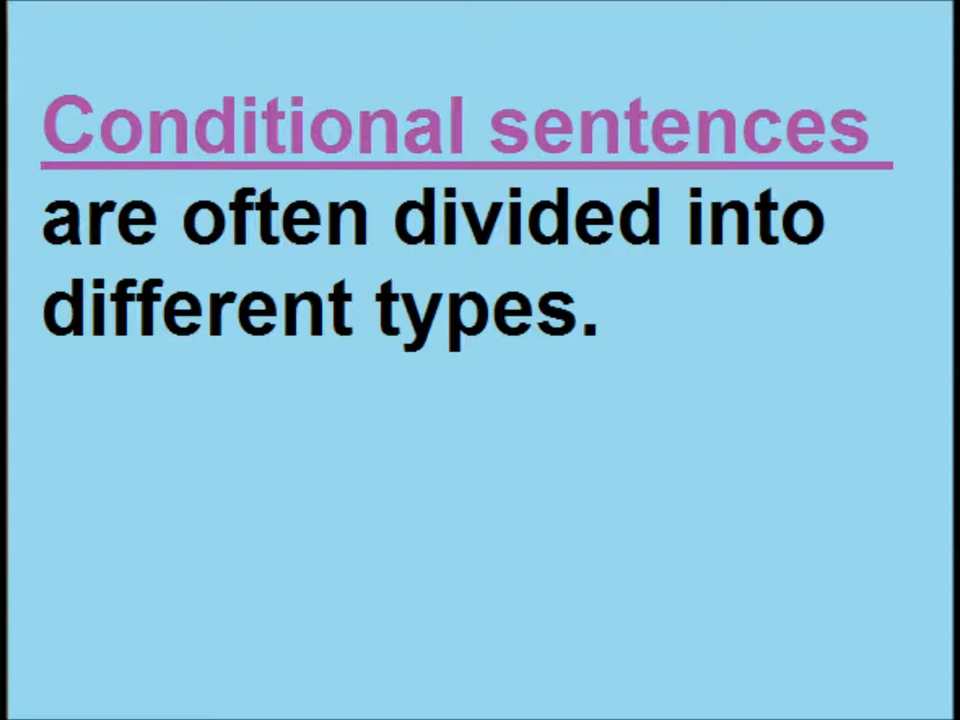 Conditional sentences
are often divided into
different types.